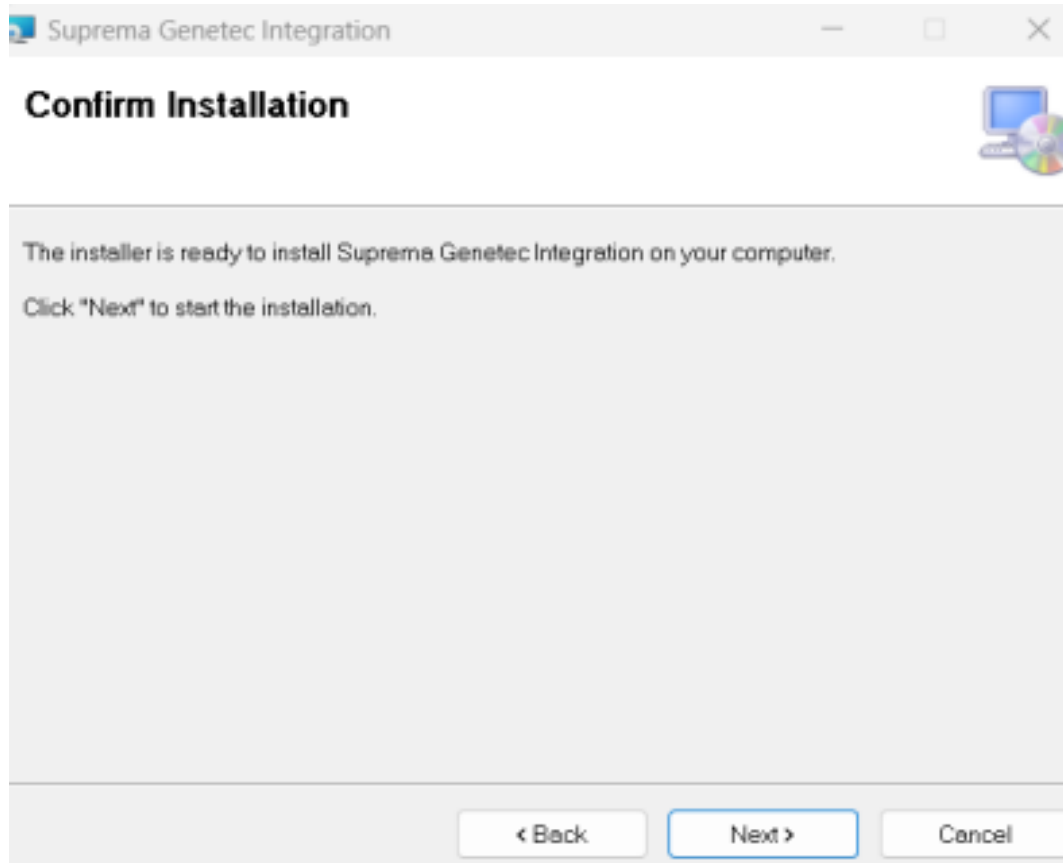 Suprema Genetec Integration
Confirm Installation
The installer is ready to install Suprema Genetec Integration on your computer.
Click "Next" to start the installation.
< Back
Next >
Cancel